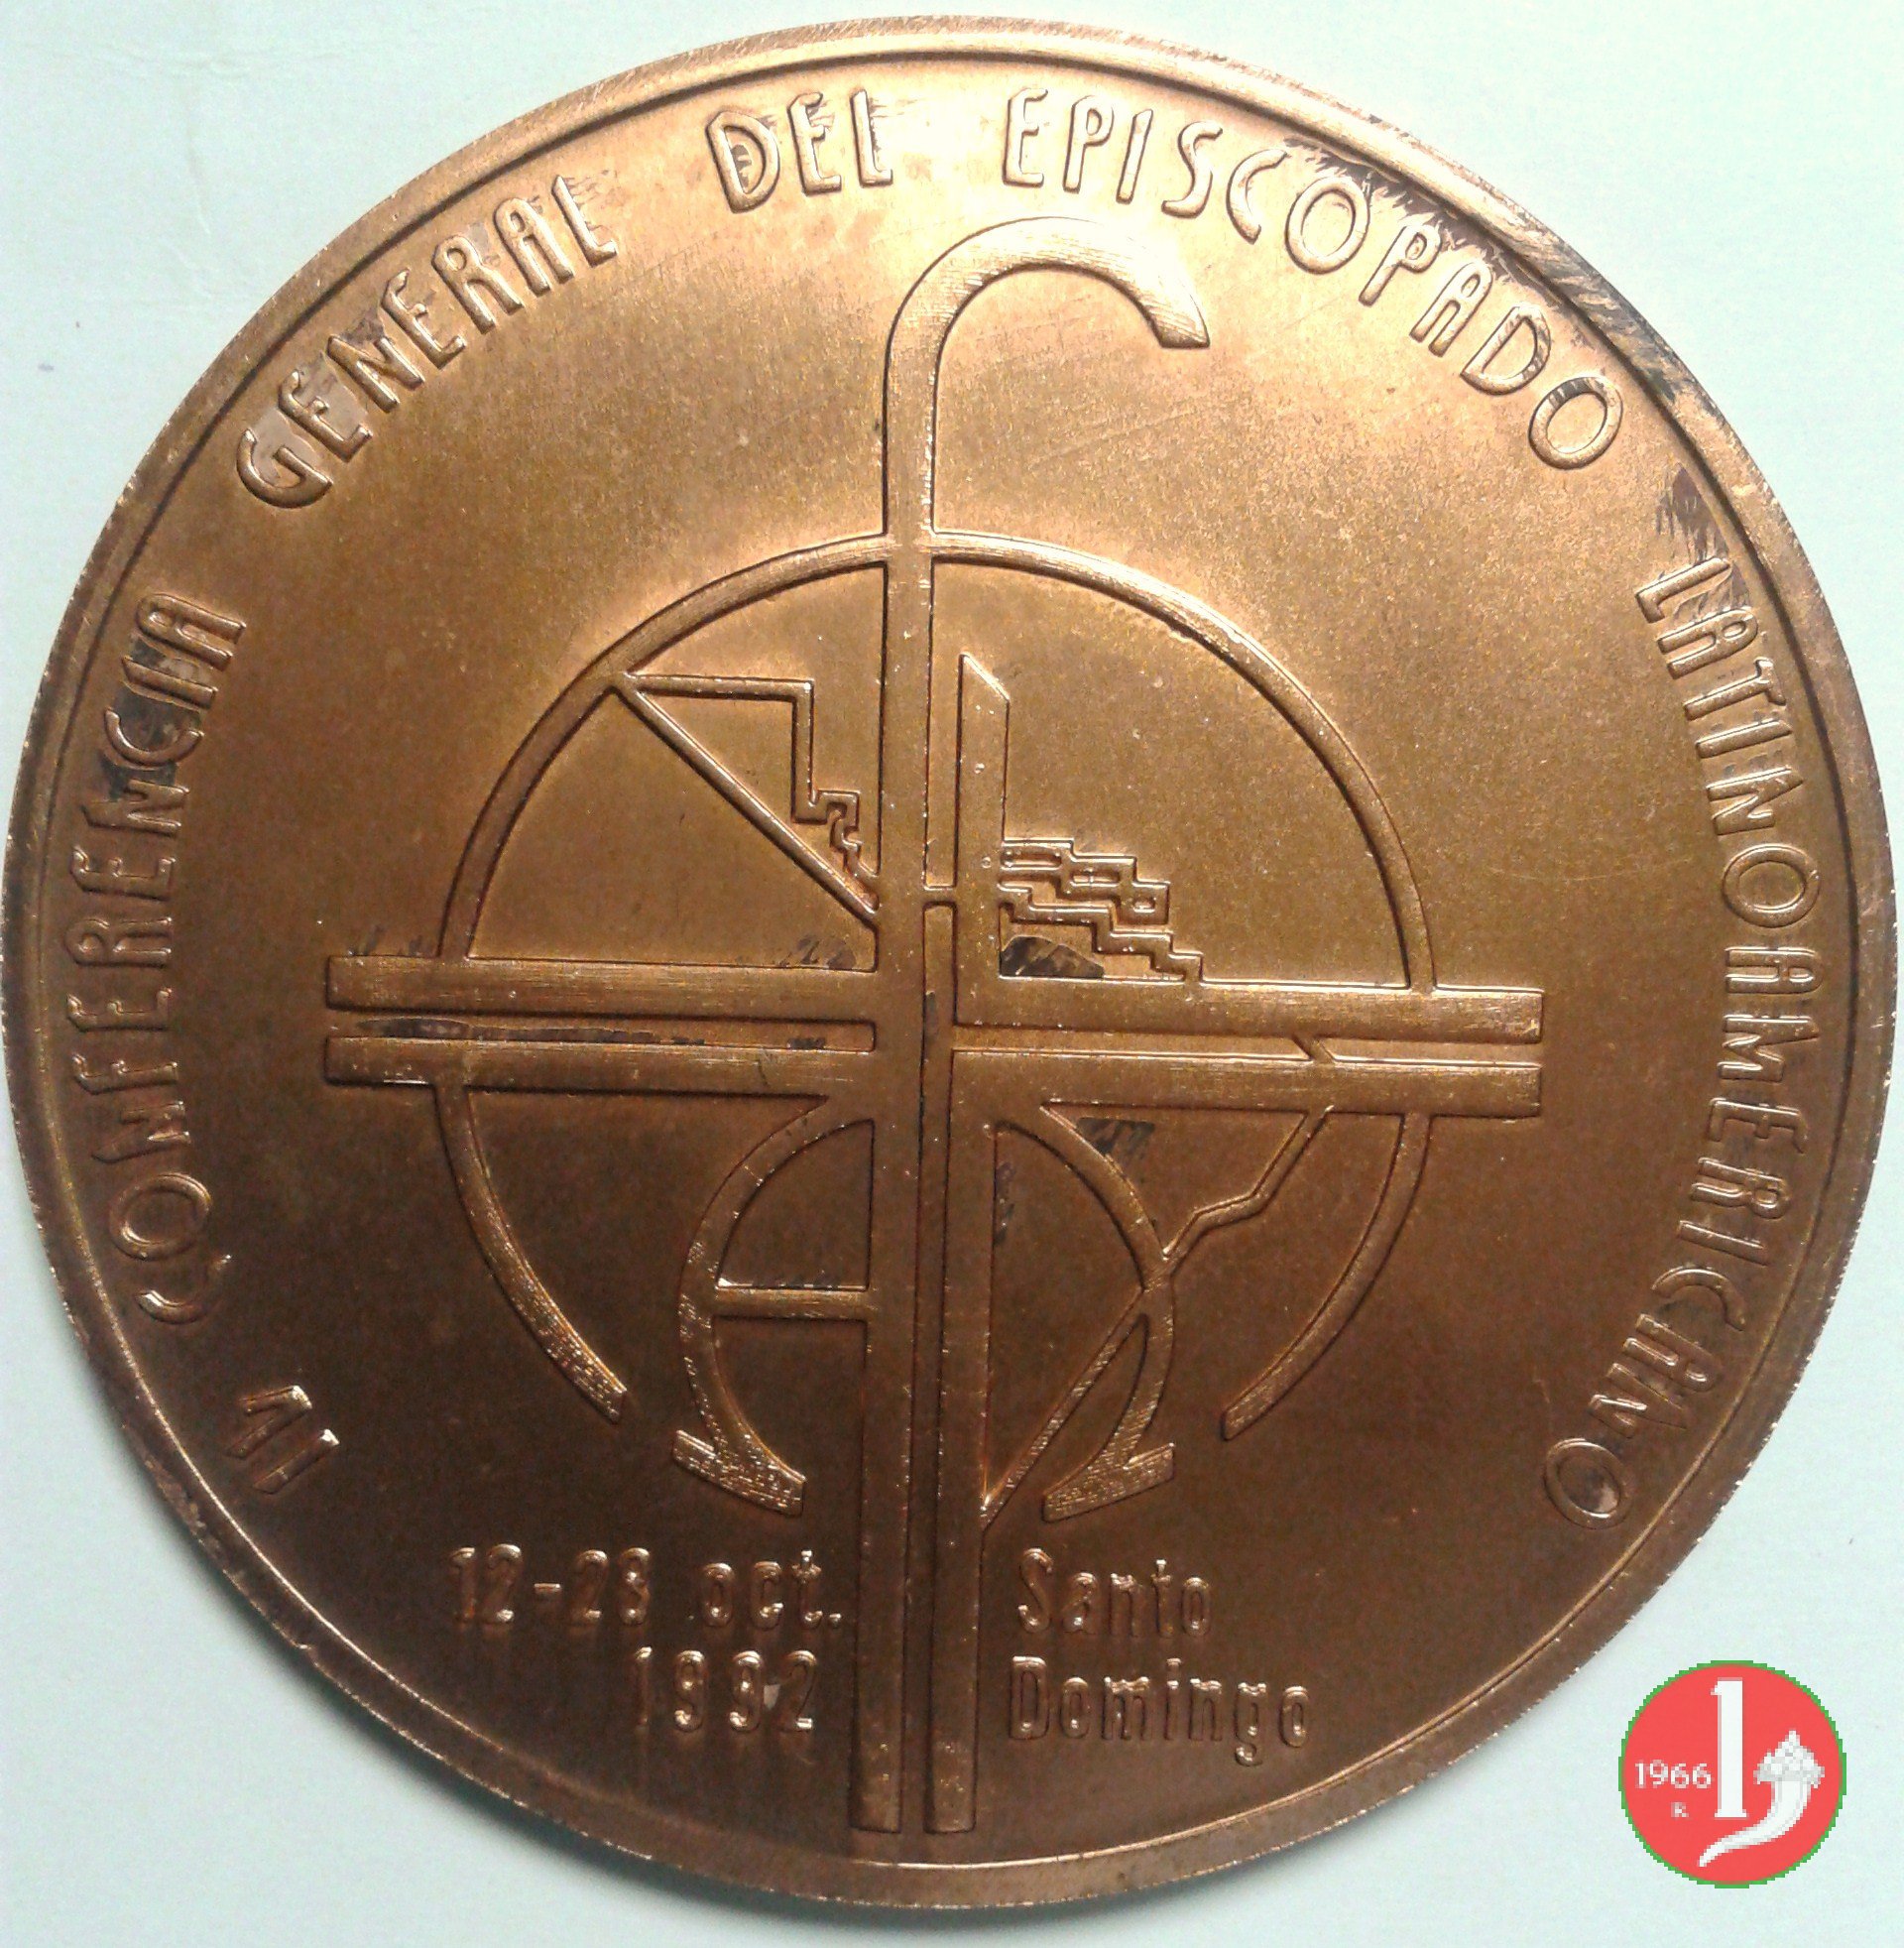 IV CONFERENCIA GENERAL DEL EPISCOPADO LATINOAMERICANO
12-28 oct.
1992
Santo
Domingo
1966
R